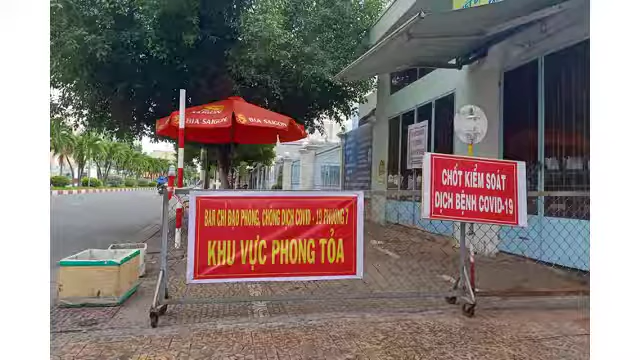 BIA SAIGON
BIA SAIGON
BAN CHỈ ĐẠO PHÒNG, CHỐNG DỊCH COVID - 19 PHƯỜNG 7
KHU VỰC PHONG TỎA
CHỐT KIỂM SOÁT
DỊCH BỆNH COVID-19